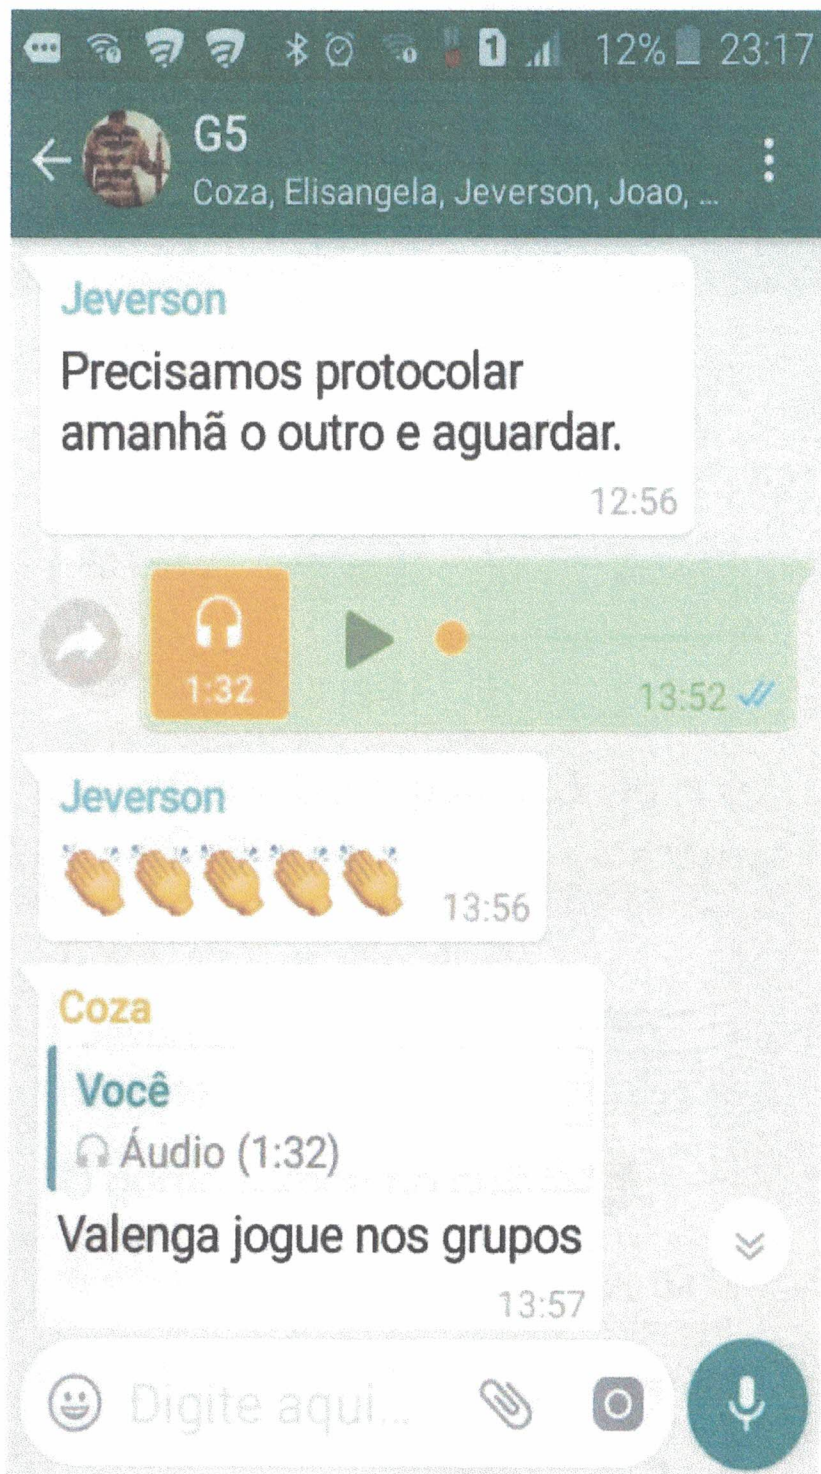 12% 23:17
G5
Coza, Elisangela, Jeverson, Joao, ...
Jeverson
Precisamos protocolar
amanhã o outro e aguardar.
12:56
1:32
13:52
Jeverson
13:56
Coza
Você
Áudio (1:32)
Valenga jogue nos grupos
13:57
Digite aqui...